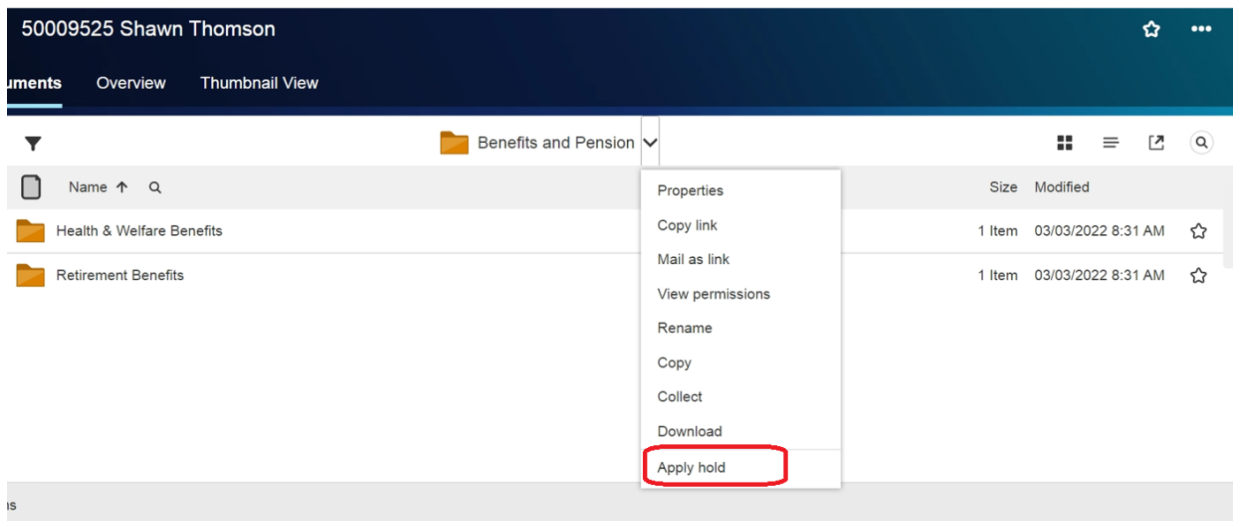 50009525 Shawn Thomson
uments Overview Thumbnail View
Benefits and Pension
Name Size Modified
Properties
Copy link
Health & Welfare Benefits 1 Item 03/03/2022 8:31 AM
Mail as link
Retirement Benefits 1 Item 03/03/2022 8:31 AM
View permissions
Rename
Copy
Collect
Download
Apply hold
ns